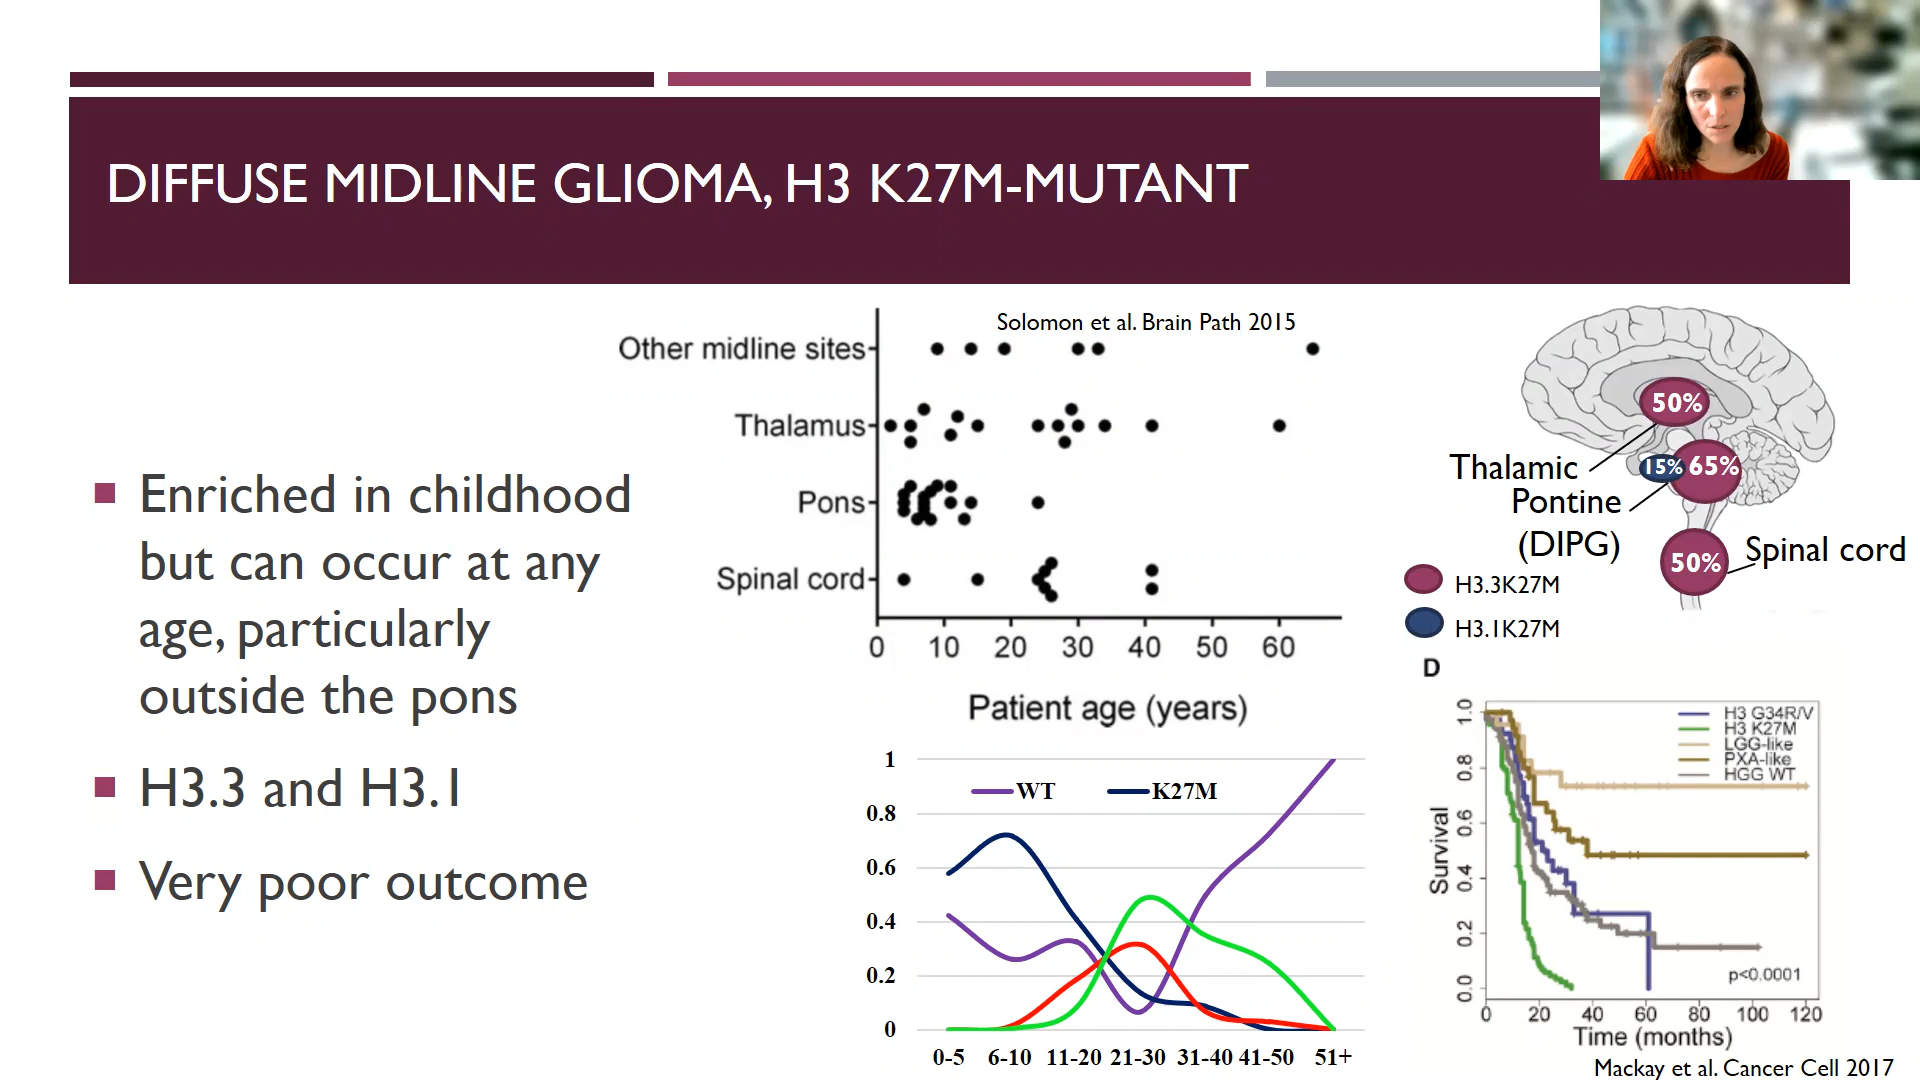 DIFFUSE MIDLINE GLIOMA, H3 K27M-MUTANT
Enriched in childhood
but can occur at any
age, particularly
outside the pons
H3.3 and H3.1
Very poor outcome
Solomon et al. Brain Path 2015
Other midline sites
Thalamus
Pons
Spinal cord
0 10 20 30 40 50 60
Patient age (years)
50%
15% 65%
50%
Thalamic
Pontine
(DIPG)
Spinal cord
H3.3K27M
H3.1K27M
1
0.8
0.6
0.4
0.2
0
WT K27M
0-5 6-10 11-20 21-30 31-40 41-50 51+
D
1.0
0.8
0.6
0.4
0.2
0.0
Survival
H3 G34R/V
H3 K27M
LGG-like
PXA-like
HGG WT
p<0.0001
0 20 40 60 80 100 120
Time (months)
Mackay et al. Cancer Cell 2017